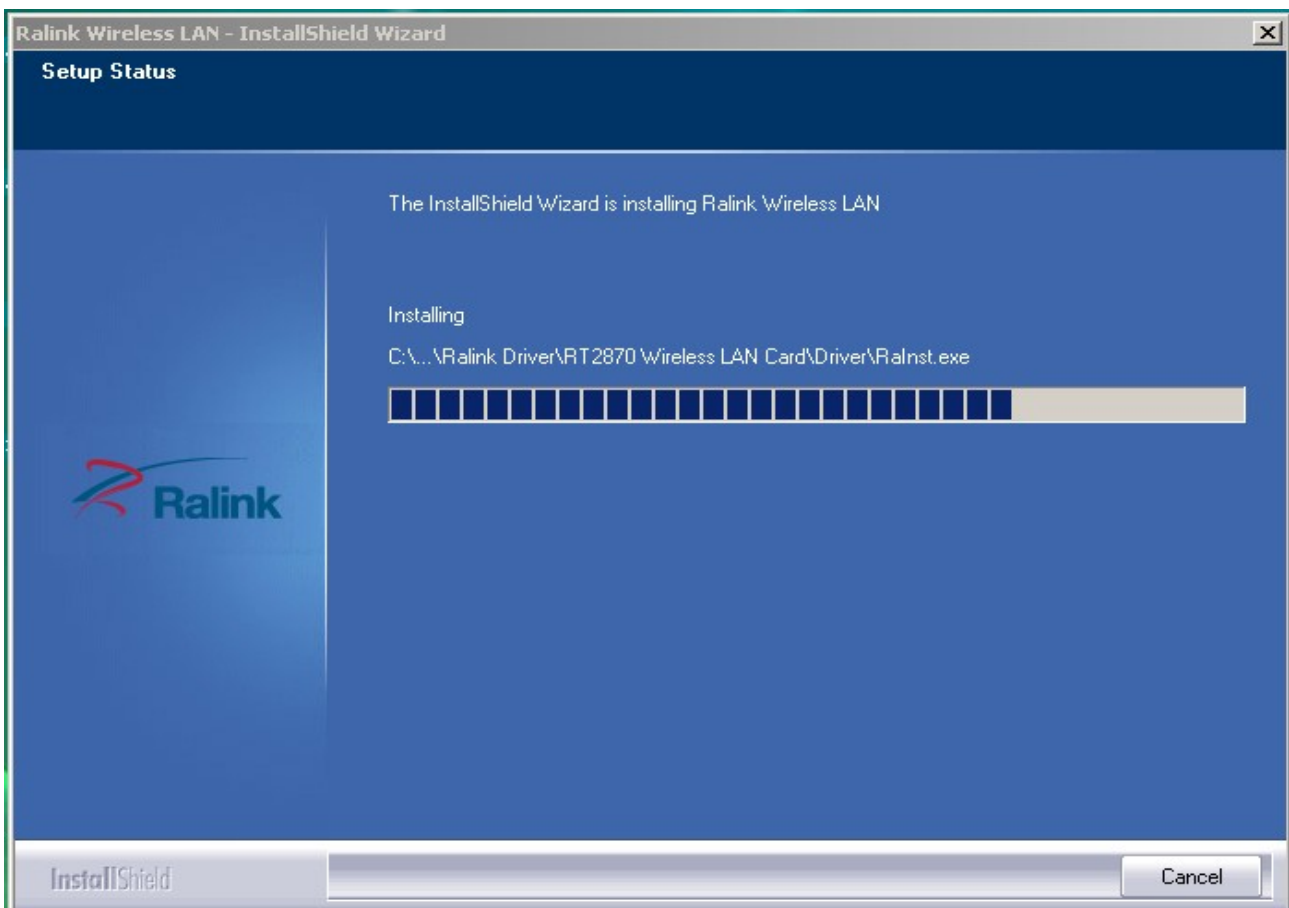 Ralink Wireless LAN - InstallShield Wizard
Setup Status
The InstallShield Wizard is installing Ralink Wireless LAN
Installing
C:\...\Ralink Driver\RT2870 Wireless LAN Card\Driver\RaInst.exe
Ralink
InstallShield
Cancel